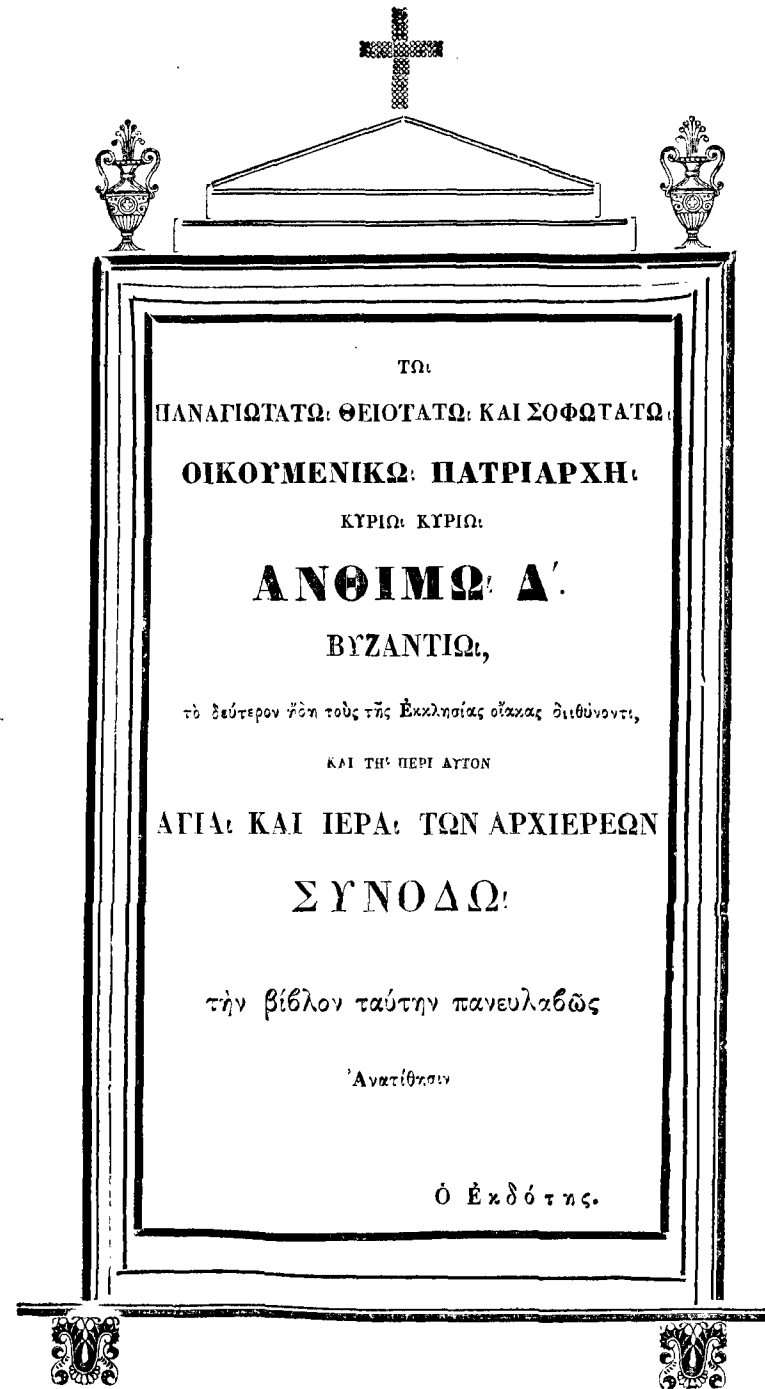 ΤΩι
ΠΑΝΑΓΙΩΤΑΤΩι ΘΕΙΟΤΑΤΩι ΚΑΙ ΣΟΦΩΤΑΤΩι
ΟΙΚΟΥΜΕΝΙΚΩι ΠΑΤΡΙΑΡΧΗι
ΚΥΡΙΩι ΚΥΡΙΩι
ΑΝΘΙΜΩι Δ΄.
ΒΥΖΑΝΤΙΩι,
τὸ δεύτερον ἤδη τοὺς τῆς Ἐκκλησίας οἴακας διιθύνοντι,
ΚΑΙ ΤΗι ΠΕΡΙ ΑΥΤΟΝ
ΑΓΙΑι ΚΑΙ ΙΕΡΑι ΤΩΝ ΑΡΧΙΕΡΕΩΝ
ΣΥΝΟΔΩι
τὴν βίϐλον ταύτην πανευλαϐῶς
Ἀνατίθησιν
Ὁ Ἐκδότης.